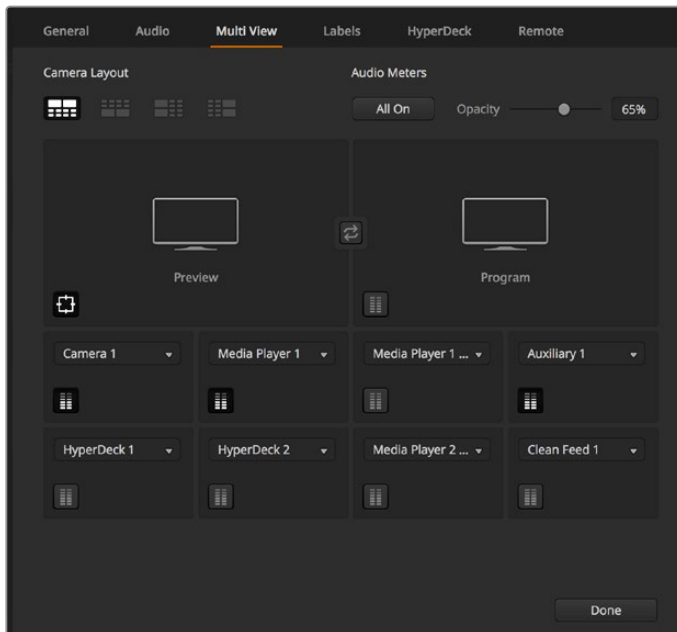 General Audio Multi View Labels HyperDeck Remote
Camera Layout Audio Meters
All On Opacity 65%
Preview Program
Camera 1 Media Player 1 Media Player 1 ... Auxiliary 1
HyperDeck 1 HyperDeck 2 Media Player 2 ... Clean Feed 1
Done